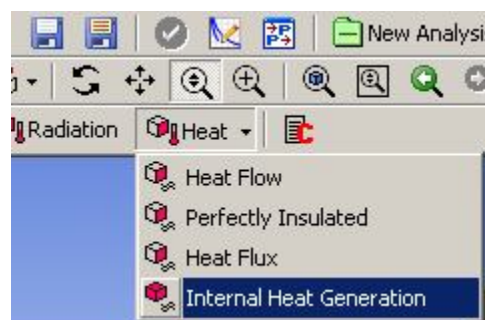 New Analysi
Radiation Heat
Heat Flow
Perfectly Insulated
Heat Flux
Internal Heat Generation